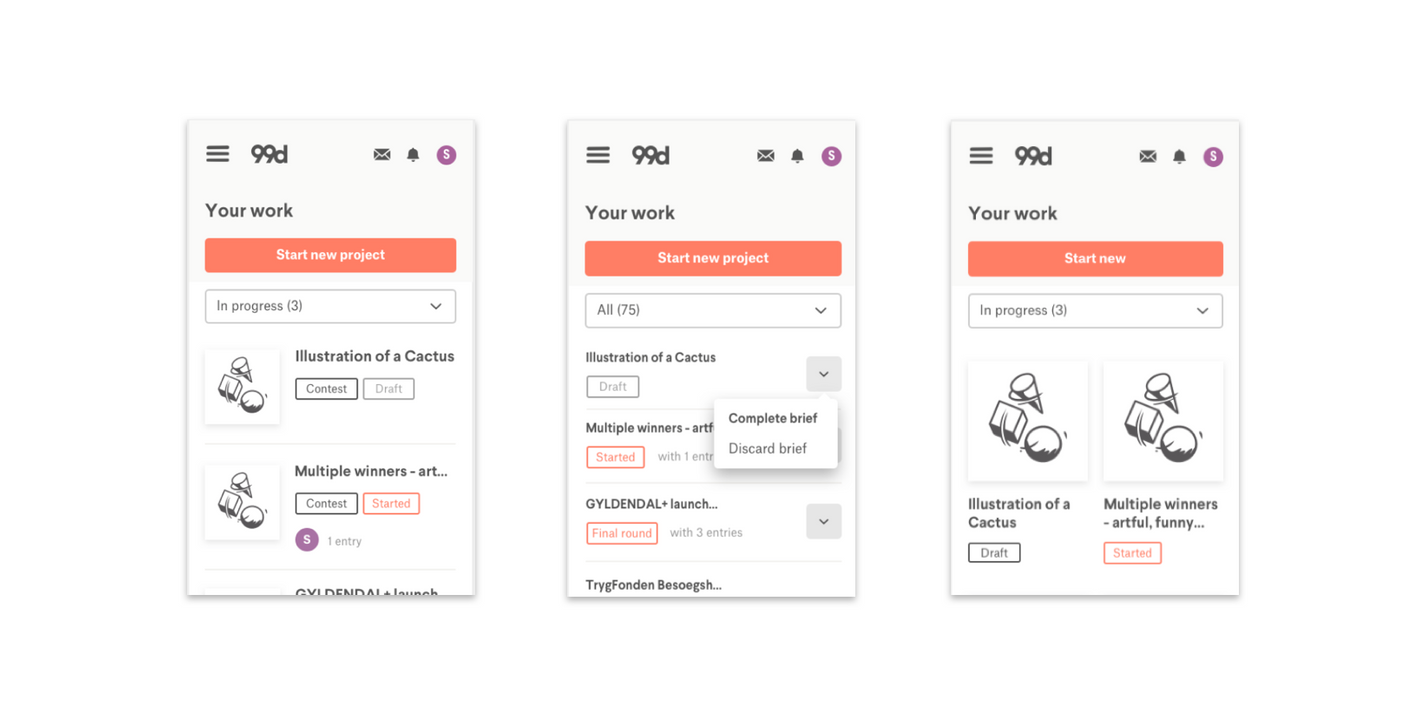 99d
S
Your work
Start new project
In progress (3)
Illustration of a Cactus
Contest
Draft
Multiple winners - art...
Contest
Started
S
1 entry
GYLDENDAL+ launch
99d
S
Your work
Start new project
All (75)
Illustration of a Cactus
Draft
Complete brief
Discard brief
Multiple winners - artf
Started
with 1 entr
GYLDENDAL+ launch...
Final round
with 3 entries
TrygFonden Besoegsh...
99d
S
Your work
Start new
In progress (3)
Illustration of a
Cactus
Draft
Multiple winners
- artful, funny...
Started